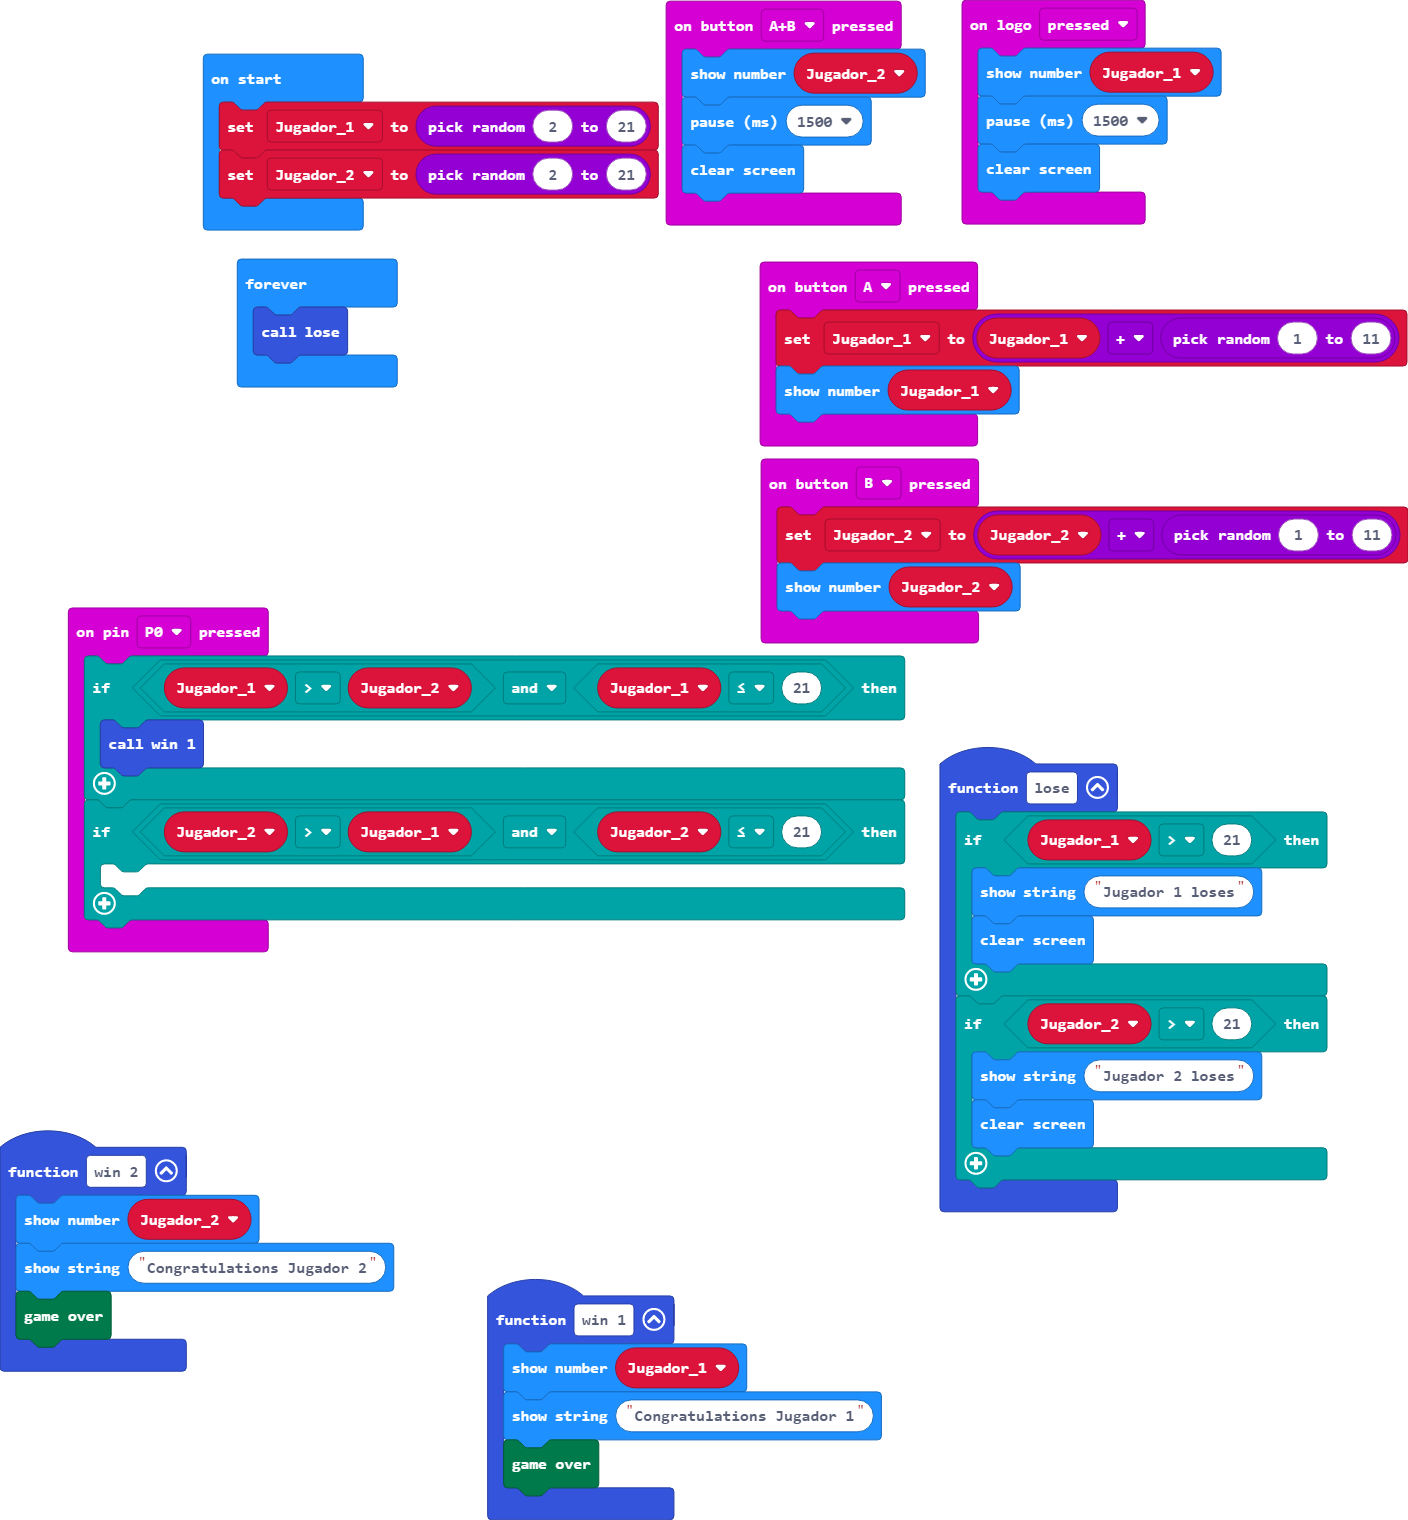 on start
set Jugador_1 to pick random 2 to 21
set Jugador_2 to pick random 2 to 21
on button A+B pressed
show number Jugador_2
pause (ms) 1500
clear screen
on logo pressed
show number Jugador_1
pause (ms) 1500
clear screen
forever
call lose
on button A pressed
set Jugador_1 to Jugador_1 + pick random 1 to 11
show number Jugador_1
on button B pressed
set Jugador_2 to Jugador_2 + pick random 1 to 11
show number Jugador_2
on pin P0 pressed
if Jugador_1 > Jugador_2 and Jugador_1 ≤ 21 then
call win 1
if Jugador_2 > Jugador_1 and Jugador_2 ≤ 21 then
function lose
if Jugador_1 > 21 then
show string "Jugador 1 loses"
clear screen
if Jugador_2 > 21 then
show string "Jugador 2 loses"
clear screen
function win 2
show number Jugador_2
show string "Congratulations Jugador 2"
game over
function win 1
show number Jugador_1
show string "Congratulations Jugador 1"
game over